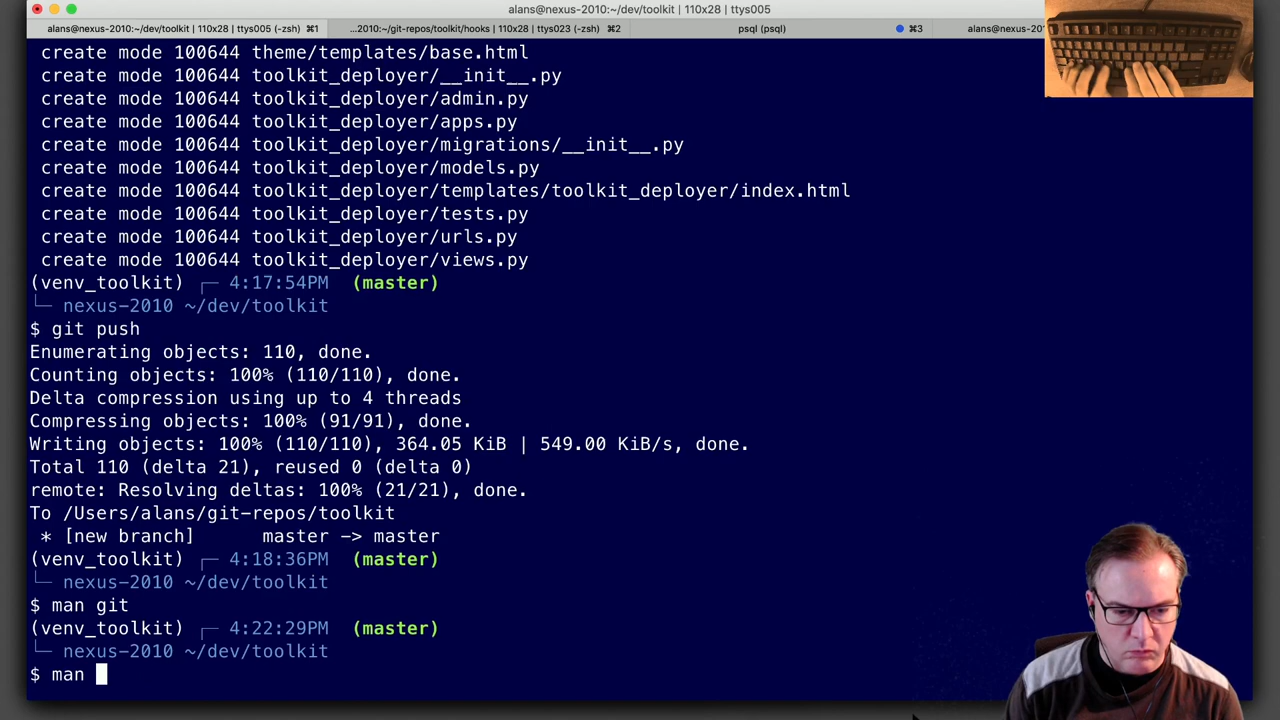 alans@nexus-2010:~/dev/toolkit | 110x28 | ttys005
alans@nexus-2010:~/dev/toolkit | 110x28 | ttys005 (-zsh) ⌘1
...2010:~/git-repos/toolkit/hooks | 110x28 | ttys023 (-zsh) ⌘2
psql (psql)
⌘3
alans@nexus-201
create mode 100644 theme/templates/base.html
create mode 100644 toolkit_deployer/__init__.py
create mode 100644 toolkit_deployer/admin.py
create mode 100644 toolkit_deployer/apps.py
create mode 100644 toolkit_deployer/migrations/__init__.py
create mode 100644 toolkit_deployer/models.py
create mode 100644 toolkit_deployer/templates/toolkit_deployer/index.html
create mode 100644 toolkit_deployer/tests.py
create mode 100644 toolkit_deployer/urls.py
create mode 100644 toolkit_deployer/views.py
(venv_toolkit) ┌─ 4:17:54PM (master)
└─ nexus-2010 ~/dev/toolkit
$ git push
Enumerating objects: 110, done.
Counting objects: 100% (110/110), done.
Delta compression using up to 4 threads
Compressing objects: 100% (91/91), done.
Writing objects: 100% (110/110), 364.05 KiB | 549.00 KiB/s, done.
Total 110 (delta 21), reused 0 (delta 0)
remote: Resolving deltas: 100% (21/21), done.
To /Users/alans/git-repos/toolkit
* [new branch] master -> master
(venv_toolkit) ┌─ 4:18:36PM (master)
└─ nexus-2010 ~/dev/toolkit
$ man git
(venv_toolkit) ┌─ 4:22:29PM (master)
└─ nexus-2010 ~/dev/toolkit
$ man